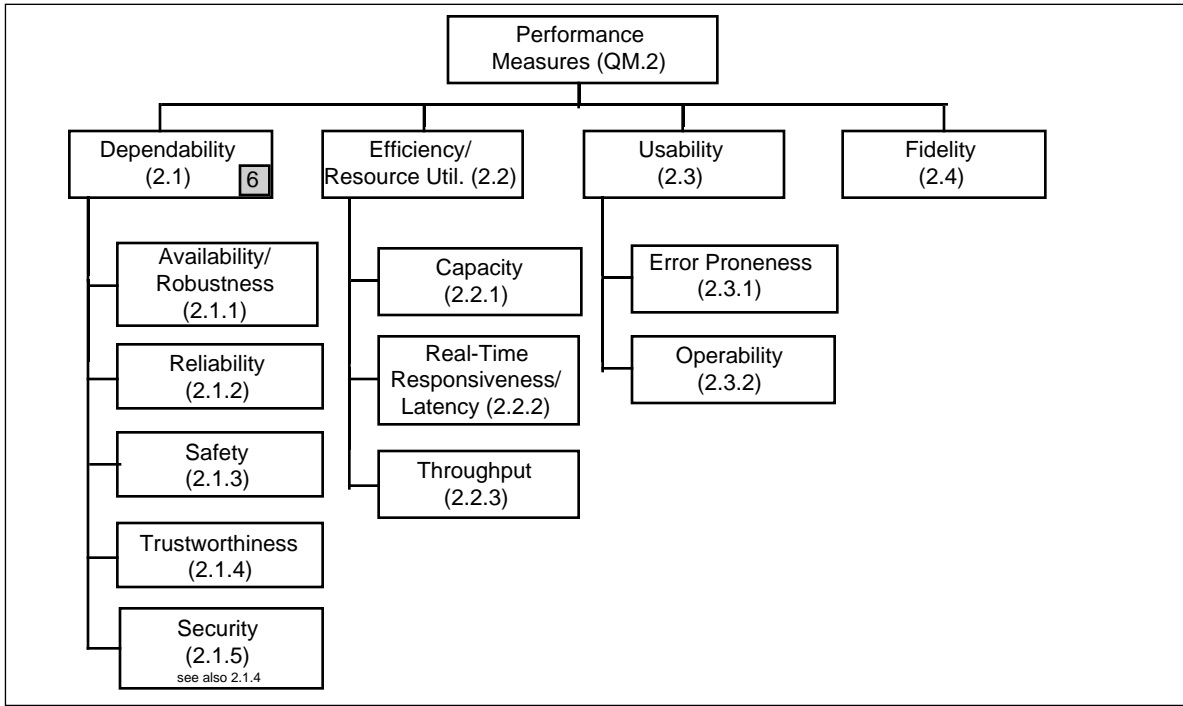 Performance
Measures (QM.2)
Dependability
(2.1)
6
Efficiency/
Resource Util. (2.2)
Usability
(2.3)
Fidelity
(2.4)
Availability/
Robustness
(2.1.1)
Reliability
(2.1.2)
Safety
(2.1.3)
Trustworthiness
(2.1.4)
Security
(2.1.5)
see also 2.1.4
Capacity
(2.2.1)
Real-Time
Responsiveness/
Latency (2.2.2)
Throughput
(2.2.3)
Error Proneness
(2.3.1)
Operability
(2.3.2)